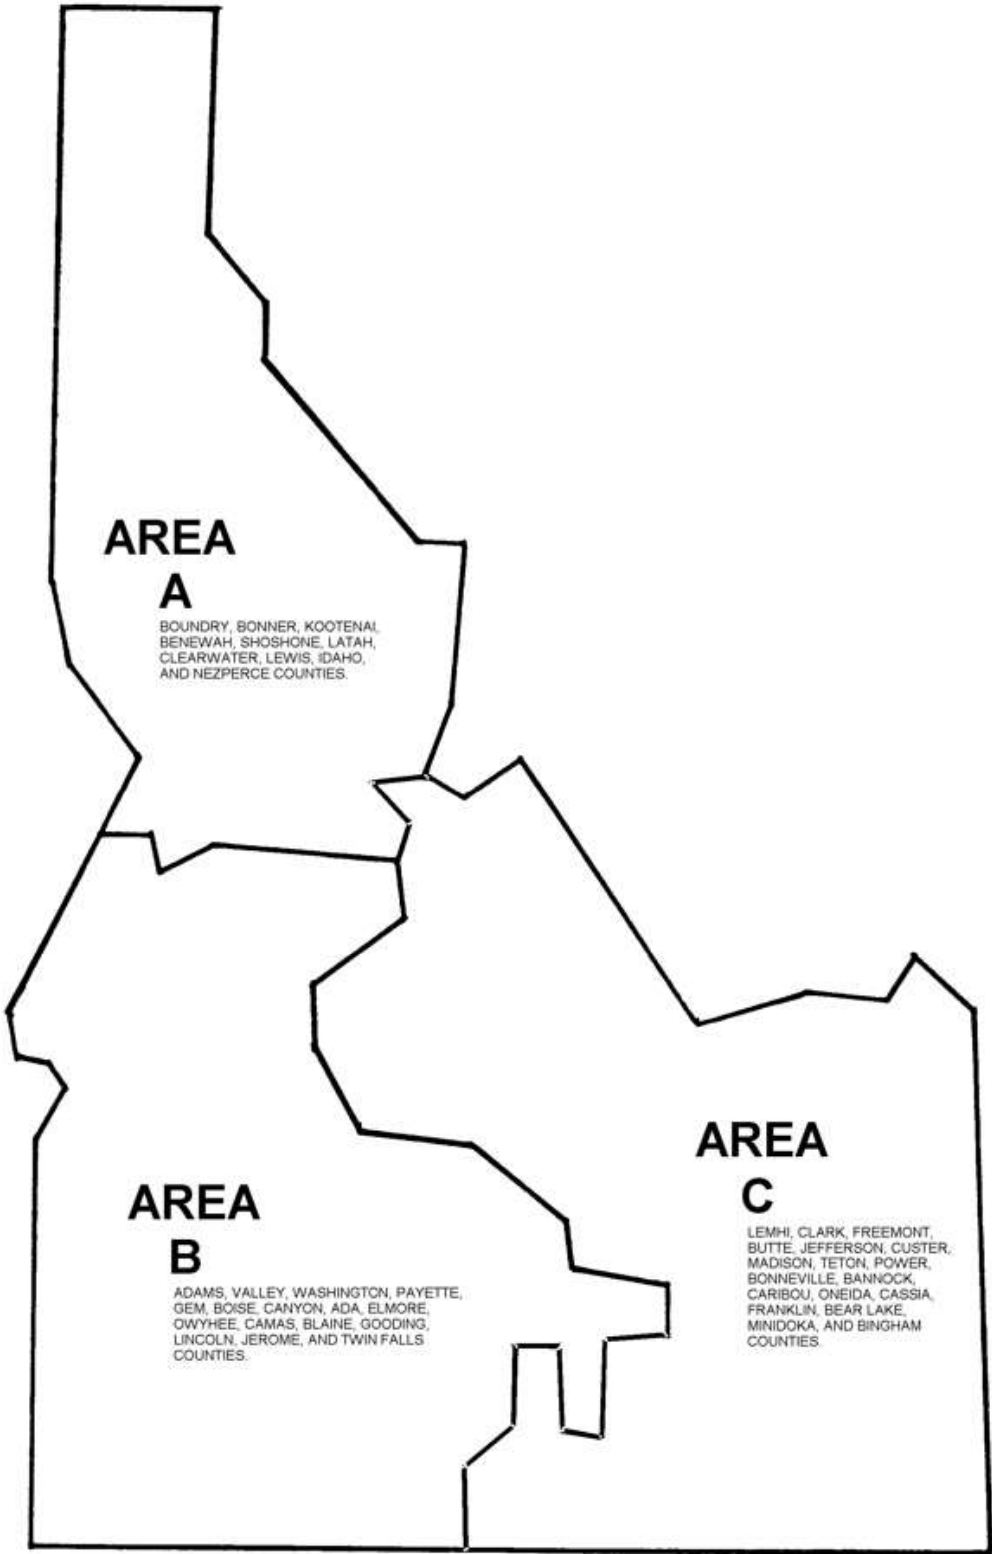 AREA
A
BOUNDRY, BONNER, KOOTENAI,
BENEWAH, SHOSHONE, LATAH,
CLEARWATER, LEWIS, IDAHO,
AND NEZPERCE COUNTIES.
AREA
B
ADAMS, VALLEY, WASHINGTON, PAYETTE,
GEM, BOISE, CANYON, ADA, ELMORE,
OWYHEE, CAMAS, BLAINE, GOODING,
LINCOLN, JEROME, AND TWIN FALLS
COUNTIES.
AREA
C
LEMHI, CLARK, FREEMONT,
BUTTE, JEFFERSON, CUSTER,
MADISON, TETON, POWER,
BONNEVILLE, BANNOCK,
CARIBOU, ONEIDA, CASSIA,
FRANKLIN, BEAR LAKE,
MINIDOKA, AND BINGHAM
COUNTIES.